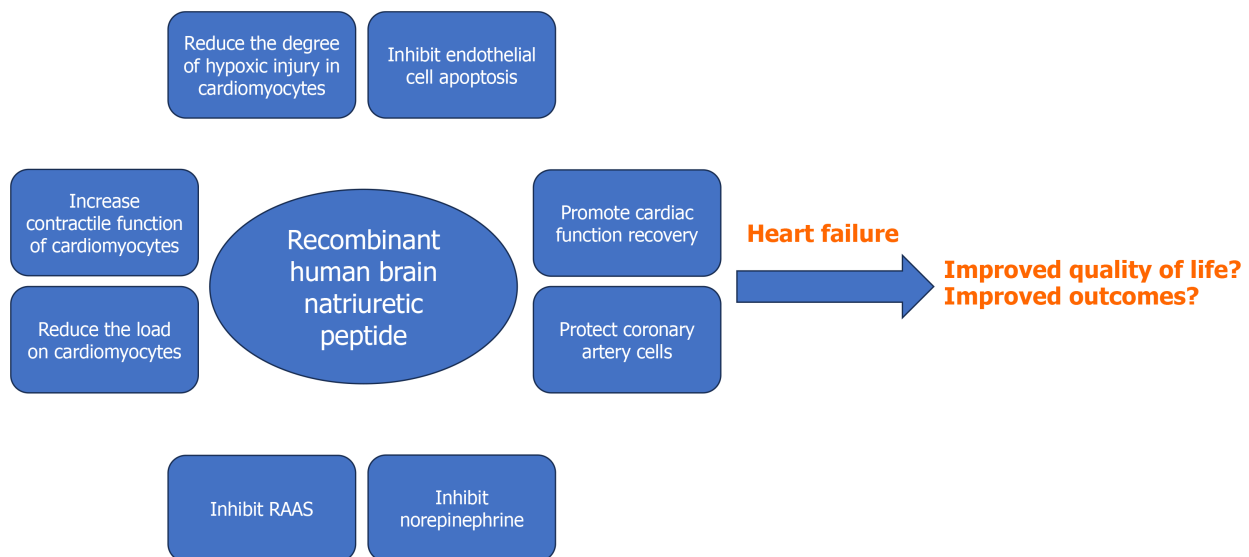 Reduce the degree
of hypoxic injury in
cardiomyocytes
Inhibit endothelial
cell apoptosis
Increase
contractile function
of cardiomyocytes
Reduce the load
on cardiomyocytes
Recombinant
human brain
natriuretic
peptide
Promote cardiac
function recovery
Protect coronary
artery cells
Heart failure
Improved quality of life?
Improved outcomes?
Inhibit RAAS
Inhibit
norepinephrine